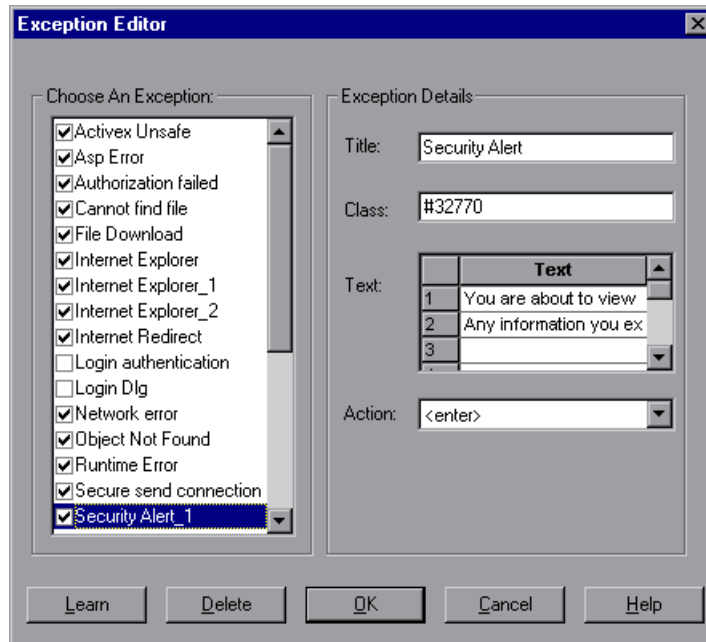 Exception Editor
Choose An Exception:
Activex Unsafe
Asp Error
Authorization failed
Cannot find file
File Download
Internet Explorer
Internet Explorer_1
Internet Explorer_2
Internet Redirect
Login authentication
Login Dlg
Network error
Object Not Found
Runtime Error
Secure send connection
Security Alert_1
Exception Details
Title: Security Alert
Class: #32770
Text:
Text
1 You are about to view
2 Any information you ex
3
Action: <enter>
Learn Delete OK Cancel Help